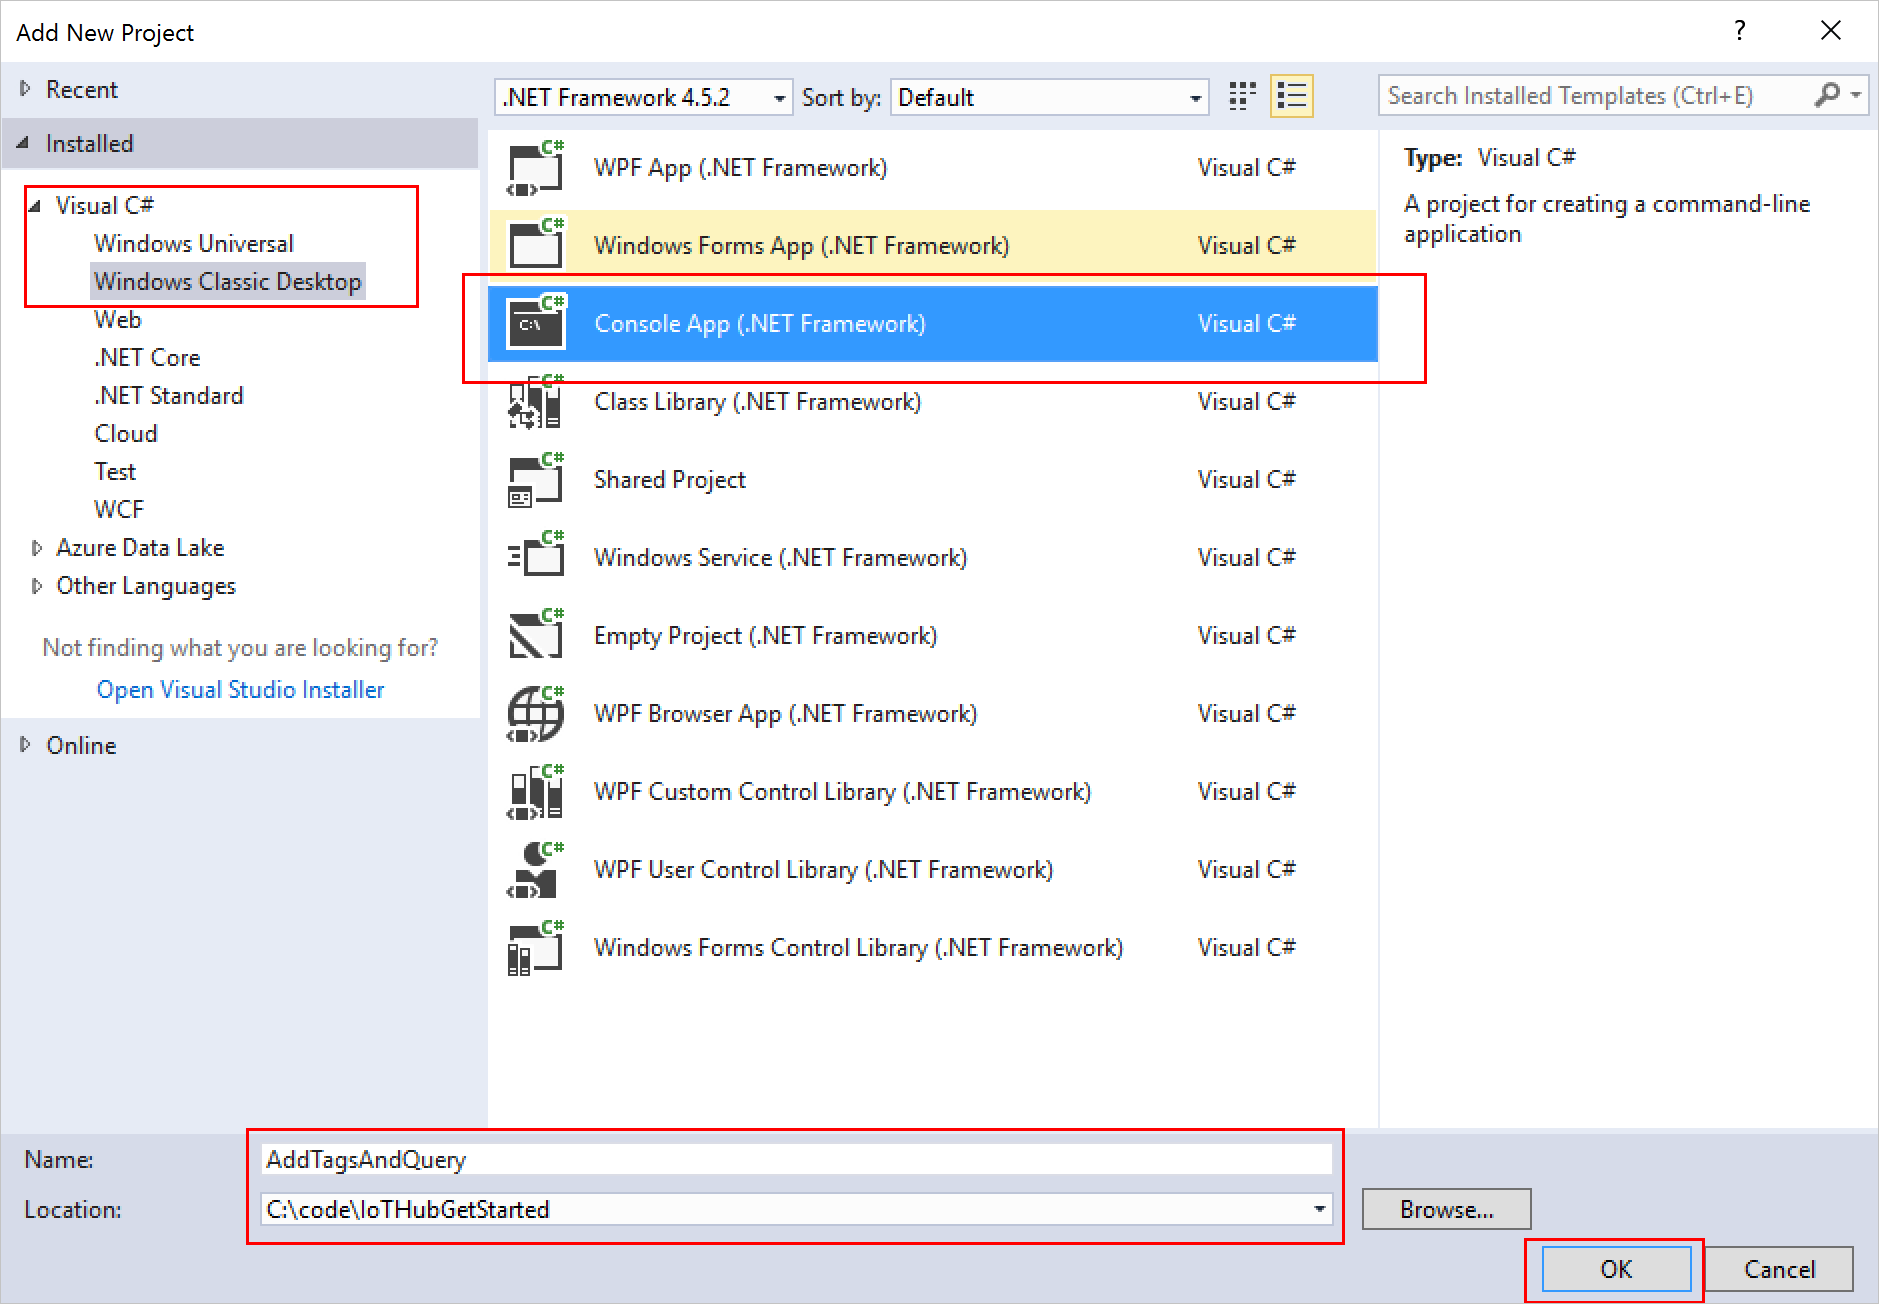 Add New Project
?
Recent
.NET Framework 4.5.2
Sort by:
Default
Search Installed Templates (Ctrl+E)
Installed
Visual C#
Windows Universal
Windows Classic Desktop
Web
.NET Core
.NET Standard
Cloud
Test
WCF
Azure Data Lake
Other Languages
Not finding what you are looking for?
Open Visual Studio Installer
Online
C# WPF App (.NET Framework) Visual C#
C# Windows Forms App (.NET Framework) Visual C#
C# C:\ Console App (.NET Framework) Visual C#
C# Class Library (.NET Framework) Visual C#
C# Shared Project Visual C#
C# Windows Service (.NET Framework) Visual C#
C# Empty Project (.NET Framework) Visual C#
C# WPF Browser App (.NET Framework) Visual C#
C# WPF Custom Control Library (.NET Framework) Visual C#
C# WPF User Control Library (.NET Framework) Visual C#
C# Windows Forms Control Library (.NET Framework) Visual C#
Type: Visual C#
A project for creating a command-line
application
Name: AddTagsAndQuery
Location: C:\code\IoTHubGetStarted
Browse...
OK
Cancel